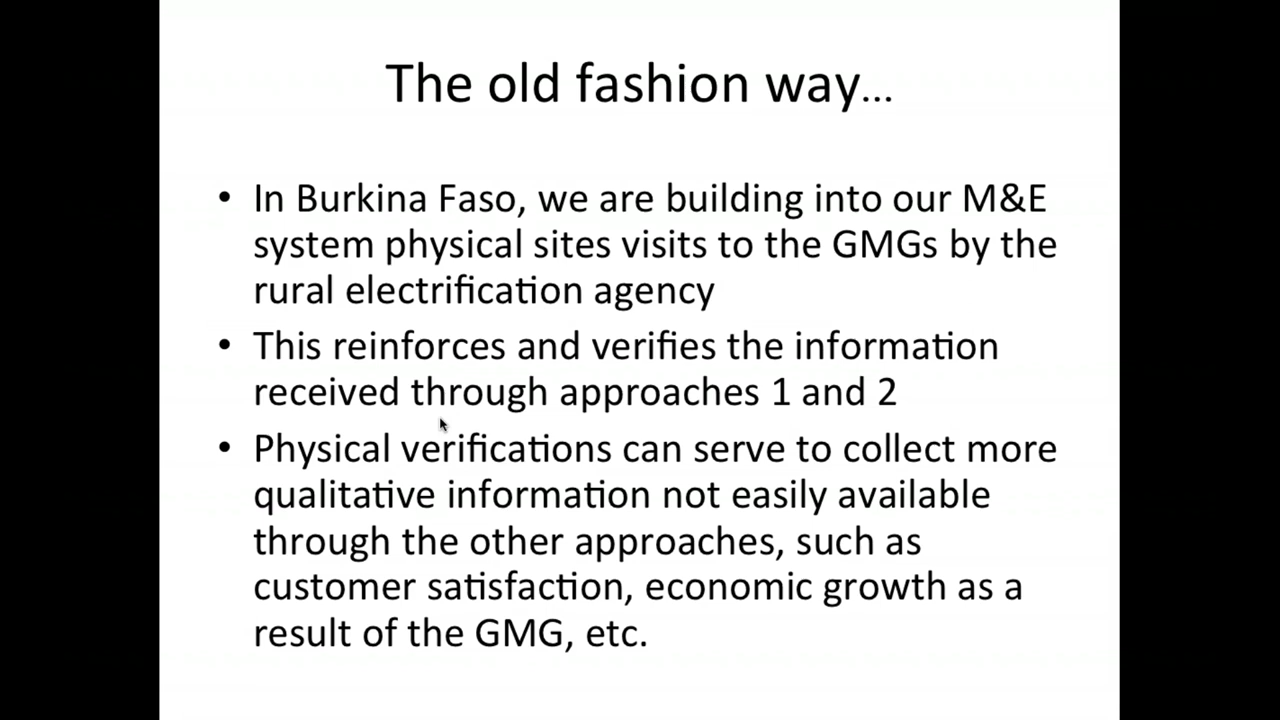 The old fashion way...
• In Burkina Faso, we are building into our M&E
system physical sites visits to the GMGs by the
rural electrification agency
• This reinforces and verifies the information
received through approaches 1 and 2
• Physical verifications can serve to collect more
qualitative information not easily available
through the other approaches, such as
customer satisfaction, economic growth as a
result of the GMG, etc.